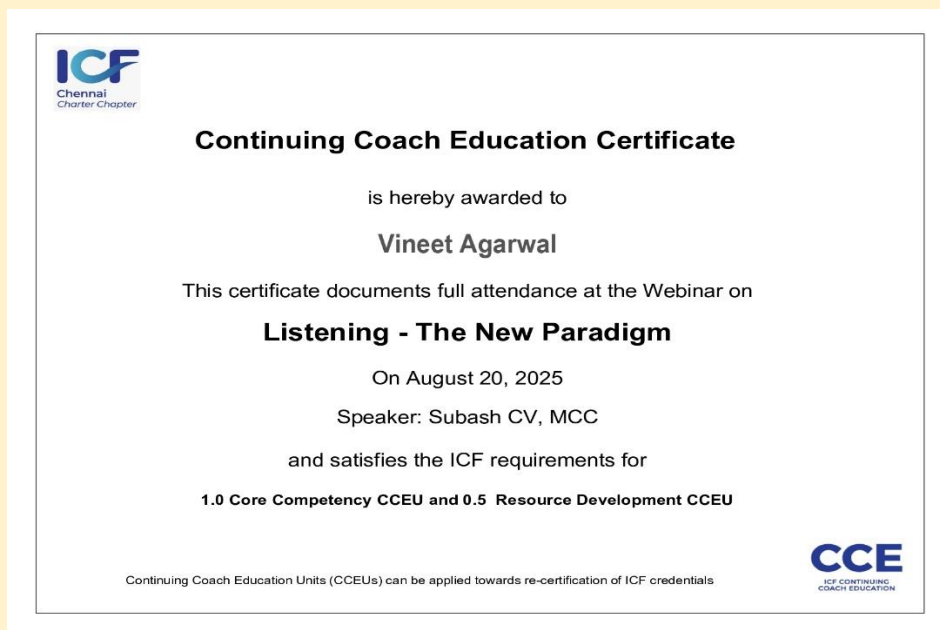 ICF
Chennai
Charter Chapter
Continuing Coach Education Certificate
is hereby awarded to
Vineet Agarwal
This certificate documents full attendance at the Webinar on
Listening - The New Paradigm
On August 20, 2025
Speaker: Subash CV, MCC
and satisfies the ICF requirements for
1.0 Core Competency CCEU and 0.5 Resource Development CCEU
CCE
ICF CONTINUING
COACH EDUCATION
Continuing Coach Education Units (CCEUs) can be applied towards re-certification of ICF credentials